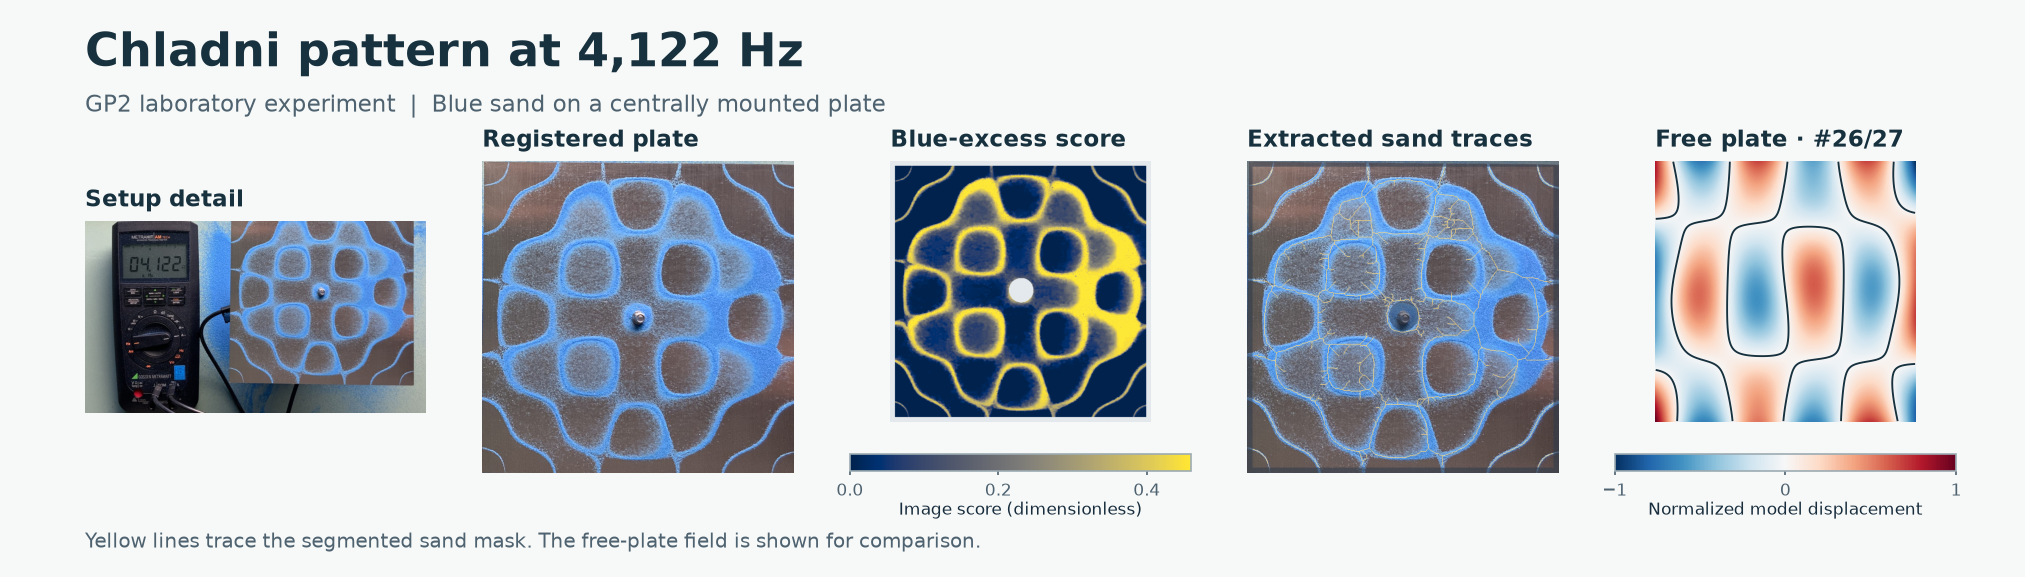 Chladni pattern at 4,122 Hz
GP2 laboratory experiment | Blue sand on a centrally mounted plate
Setup detail
04.122
Registered plate
Blue-excess score
0.0 0.2 0.4
Image score (dimensionless)
Extracted sand traces
Free plate · #26/27
−1 0 1
Normalized model displacement
Yellow lines trace the segmented sand mask. The free-plate field is shown for comparison.